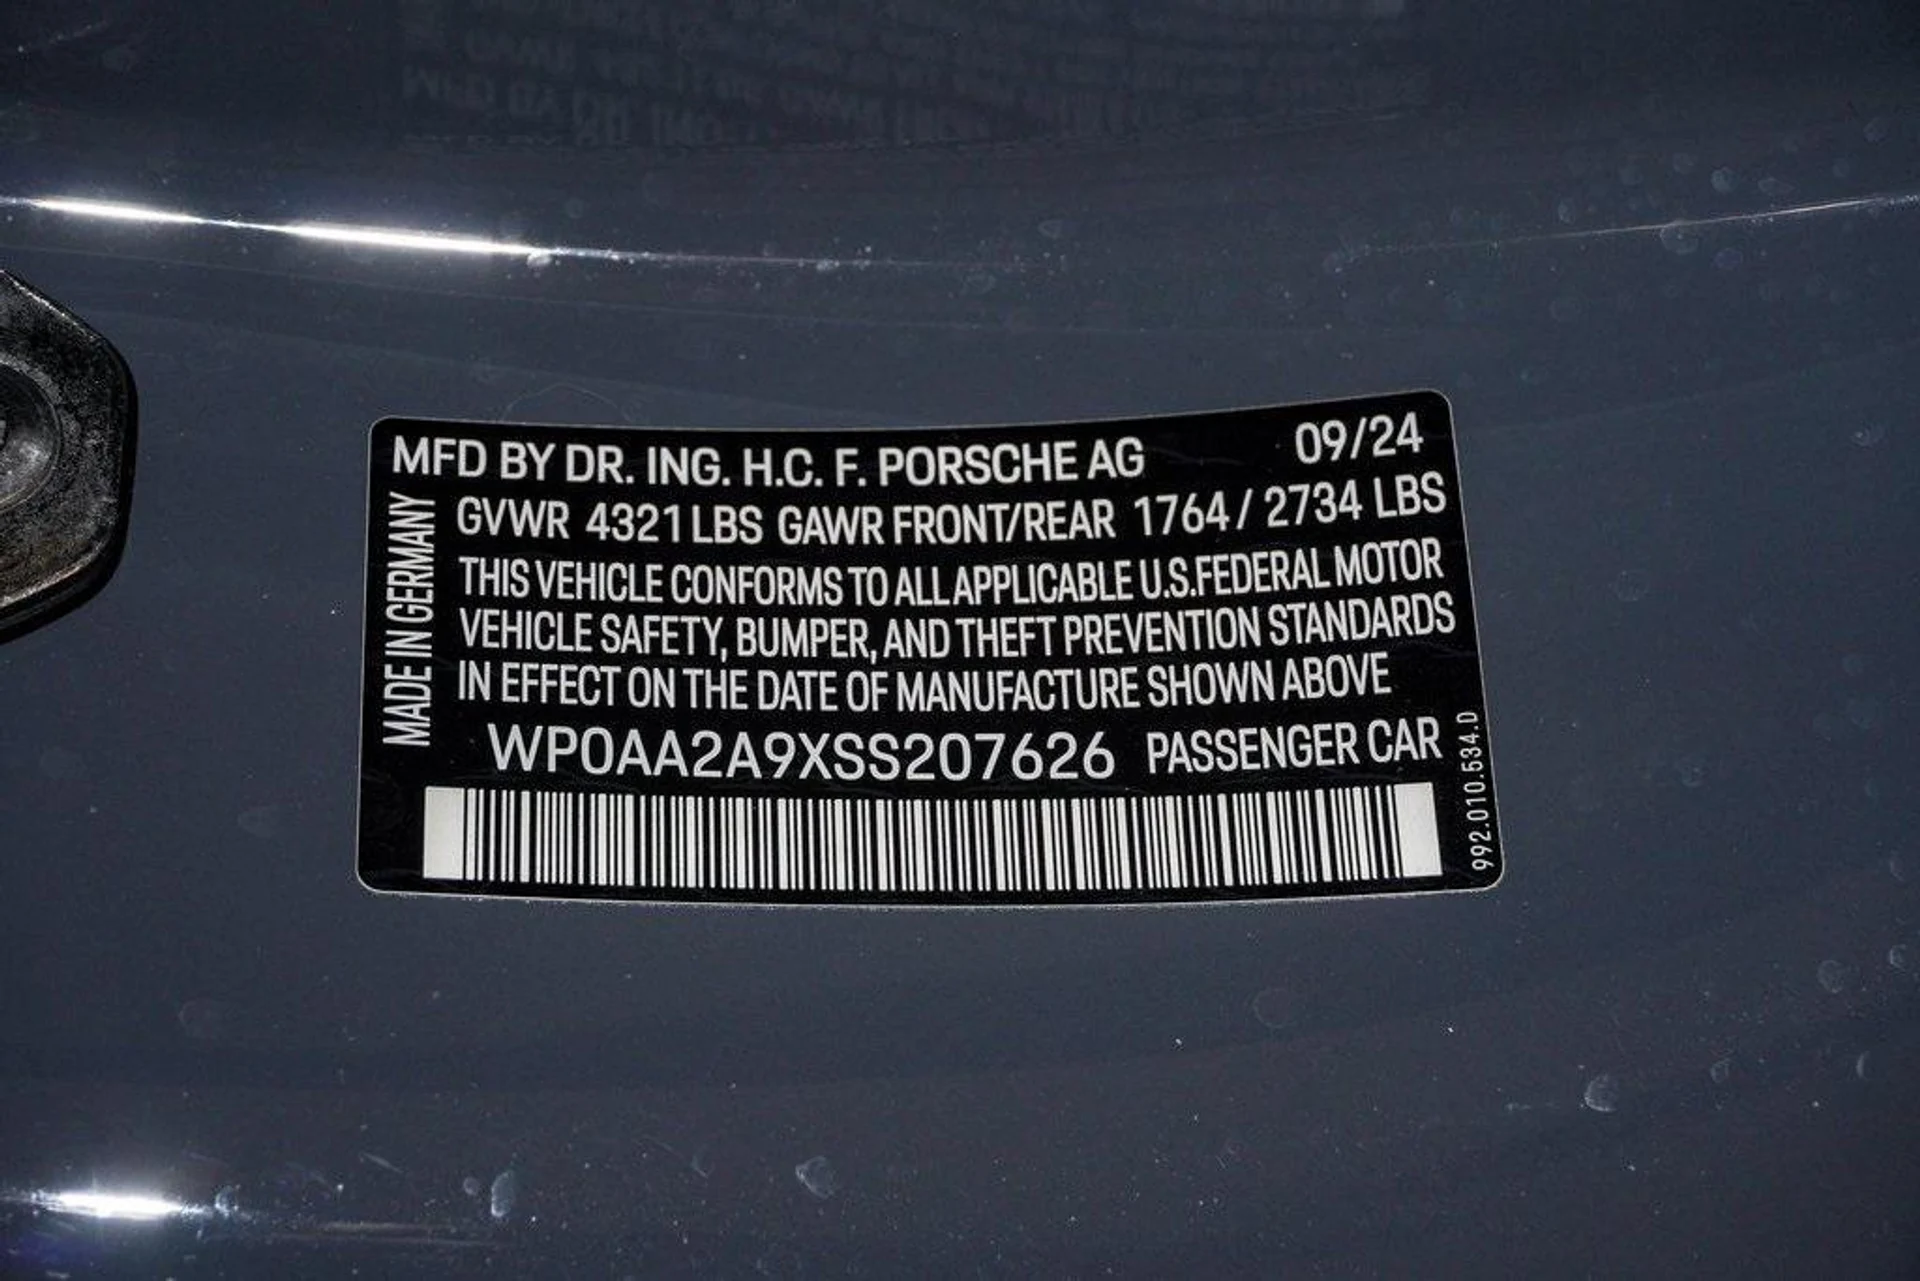 MFD BY DR. ING. H.C. F. PORSCHE AG 09/24
GVWR 4321 LBS GAWR FRONT/REAR 1764 / 2734 LBS
THIS VEHICLE CONFORMS TO ALL APPLICABLE U.S.FEDERAL MOTOR
VEHICLE SAFETY, BUMPER, AND THEFT PREVENTION STANDARDS
IN EFFECT ON THE DATE OF MANUFACTURE SHOWN ABOVE
WP0AA2A9XSS207626 PASSENGER CAR
MADE IN GERMANY
992.010.534.D